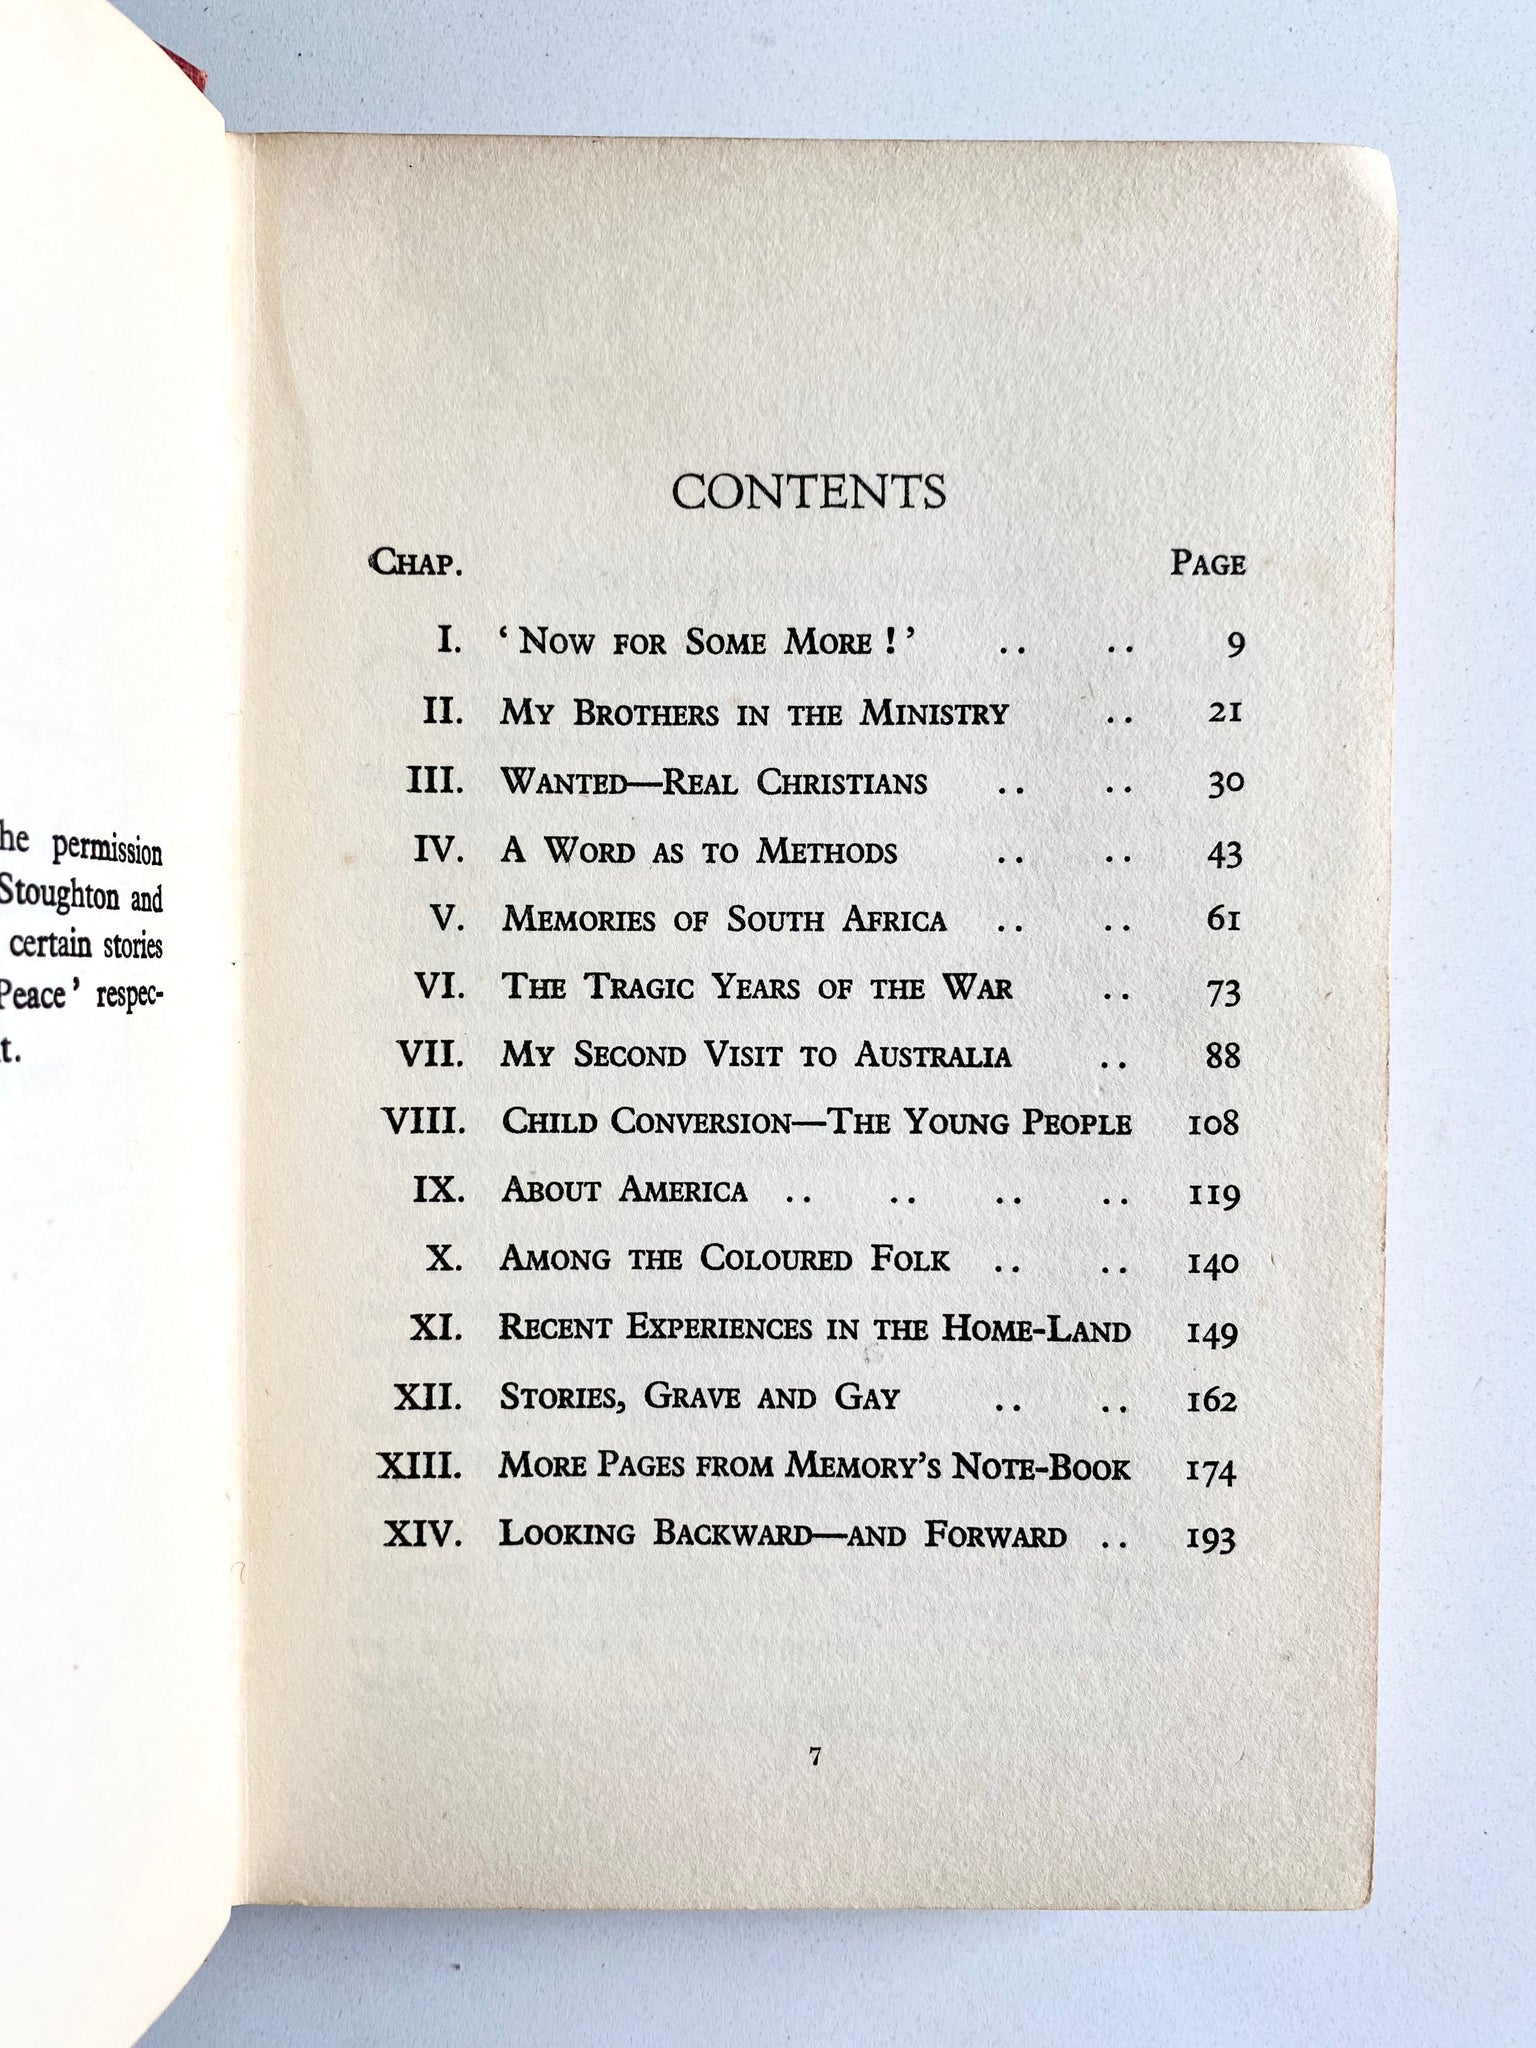 he permission
Stoughton and
certain stories
Peace' respec-
t.
CONTENTS
CHAP. PAGE
I. 'NOW FOR SOME MORE!' .. .. 9
II. MY BROTHERS IN THE MINISTRY .. 21
III. WANTED—REAL CHRISTIANS .. .. 30
IV. A WORD AS TO METHODS .. .. 43
V. MEMORIES OF SOUTH AFRICA .. .. 61
VI. THE TRAGIC YEARS OF THE WAR .. 73
VII. MY SECOND VISIT TO AUSTRALIA .. 88
VIII. CHILD CONVERSION—THE YOUNG PEOPLE 108
IX. ABOUT AMERICA .. .. .. .. 119
X. AMONG THE COLOURED FOLK .. .. 140
XI. RECENT EXPERIENCES IN THE HOME-LAND 149
XII. STORIES, GRAVE AND GAY .. .. 162
XIII. MORE PAGES FROM MEMORY'S NOTE-BOOK 174
XIV. LOOKING BACKWARD—AND FORWARD .. 193
7